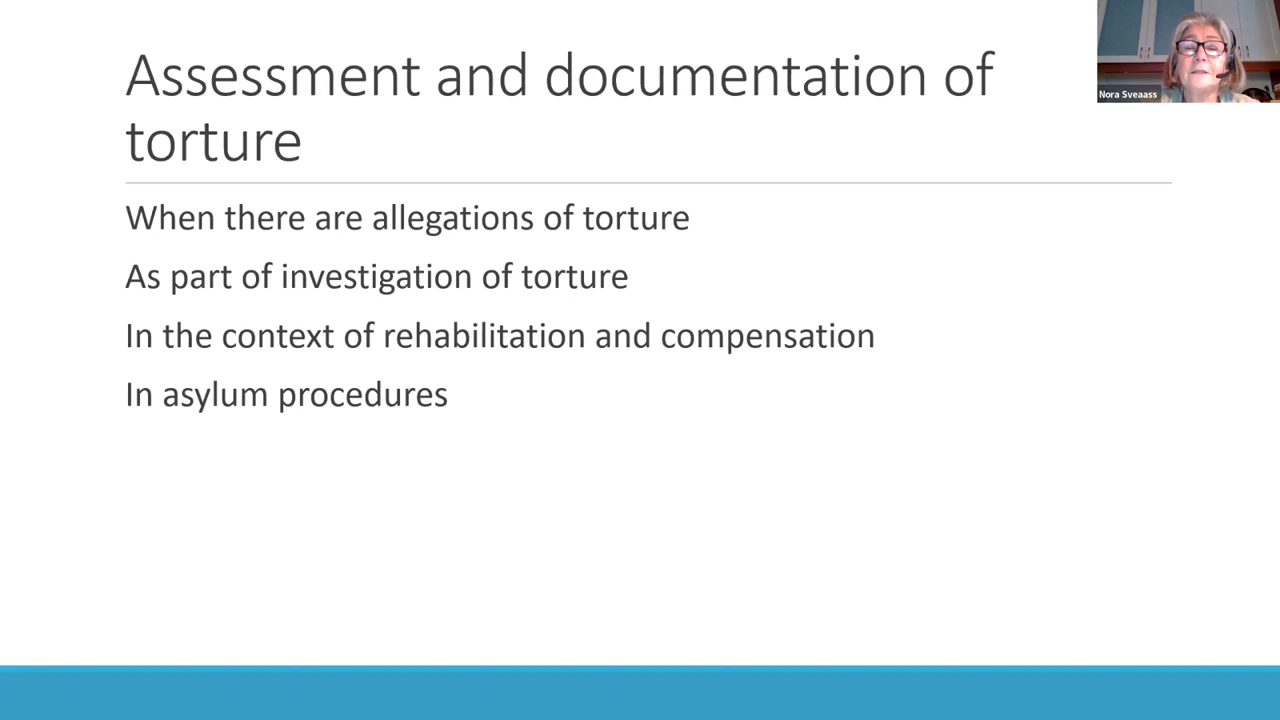 Assessment and documentation of
torture
Nora Sveaass
When there are allegations of torture
As part of investigation of torture
In the context of rehabilitation and compensation
In asylum procedures